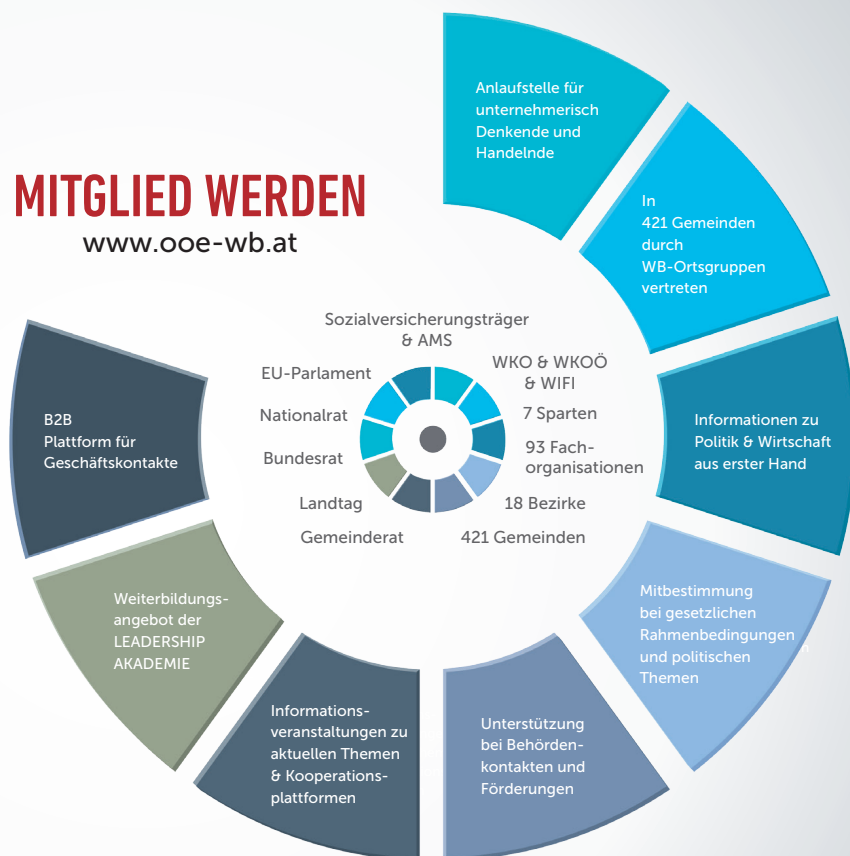 MITGLIED WERDEN
www.ooe-wb.at
Anlaufstelle für
unternehmerisch
Denkende und
Handelnde
In
421 Gemeinden
durch
WB-Ortsgruppen
vertreten
Informationen zu
Politik & Wirtschaft
aus erster Hand
Mitbestimmung
bei gesetzlichen
Rahmenbedingungen
und politischen
Themen
Unterstützung
bei Behörden-
kontakten und
Förderungen
Informations-
veranstaltungen zu
aktuellen Themen
& Kooperations-
plattformen
Weiterbildungs-
angebot der
LEADERSHIP
AKADEMIE
B2B
Plattform für
Geschäftskontakte
Sozialversicherungsträger
& AMS
WKO & WKOÖ
& WIFI
7 Sparten
93 Fach-
organisationen
18 Bezirke
421 Gemeinden
Gemeinderat
Landtag
Bundesrat
Nationalrat
EU-Parlament